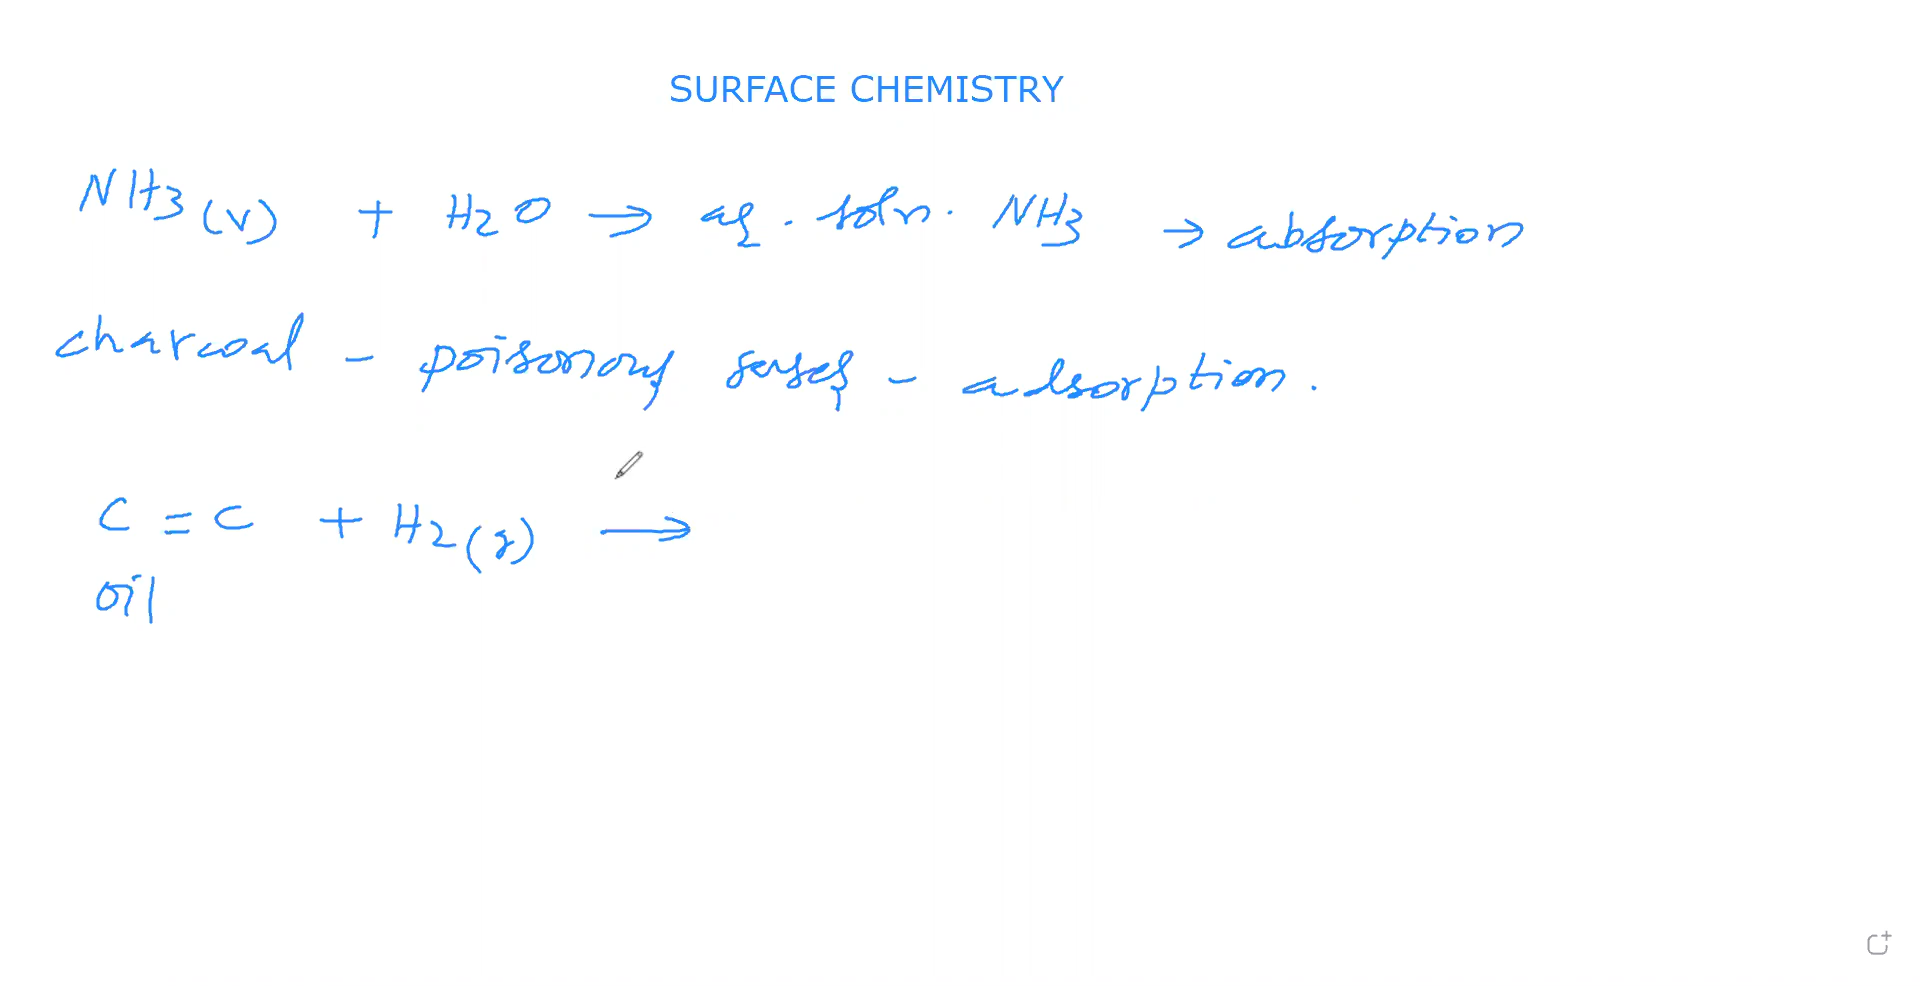 SURFACE CHEMISTRY
NH3(v) + H2O → aq. soln. NH3 → absorption
charcoal - poisonous gases - adsorption.
C = C + H2(g) →
oil